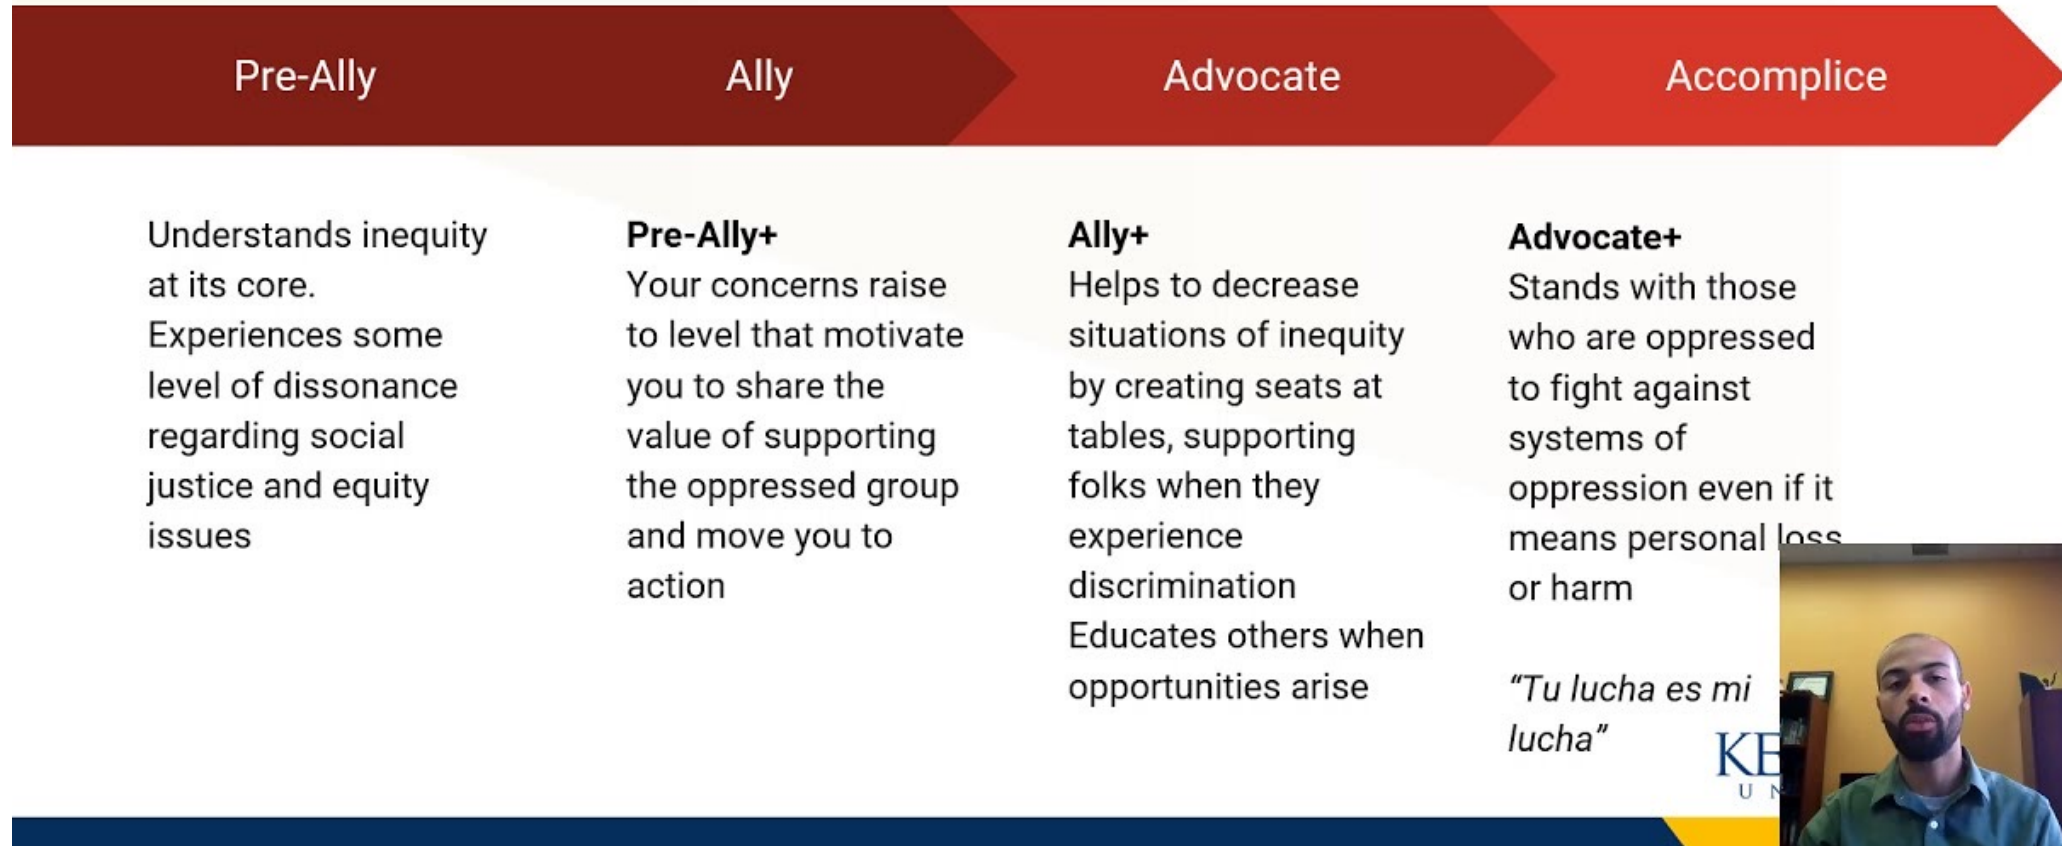 Pre-Ally
Ally
Advocate
Accomplice
Understands inequity
at its core.
Experiences some
level of dissonance
regarding social
justice and equity
issues
Pre-Ally+
Your concerns raise
to level that motivate
you to share the
value of supporting
the oppressed group
and move you to
action
Ally+
Helps to decrease
situations of inequity
by creating seats at
tables, supporting
folks when they
experience
discrimination
Educates others when
opportunities arise
Advocate+
Stands with those
who are oppressed
to fight against
systems of
oppression even if it
means personal loss
or harm
“Tu lucha es mi
lucha”